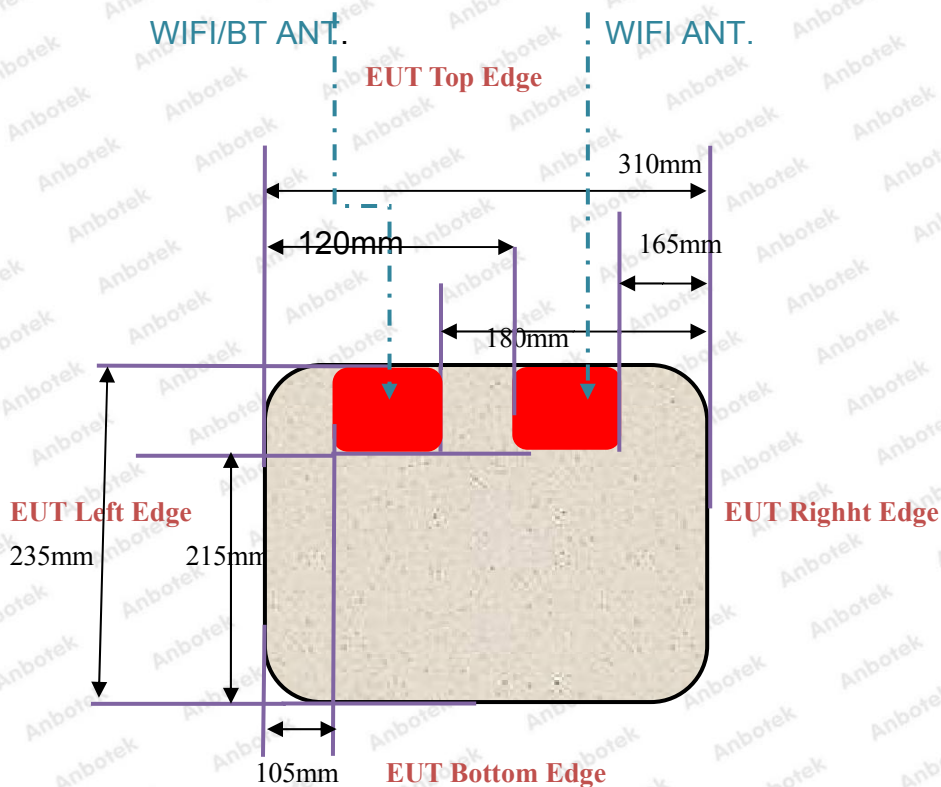 WIFI/BT ANT.
WIFI ANT.
EUT Top Edge
310mm
120mm
165mm
180mm
EUT Left Edge
EUT Righht Edge
235mm
215mm
105mm
EUT Bottom Edge
Anbotek